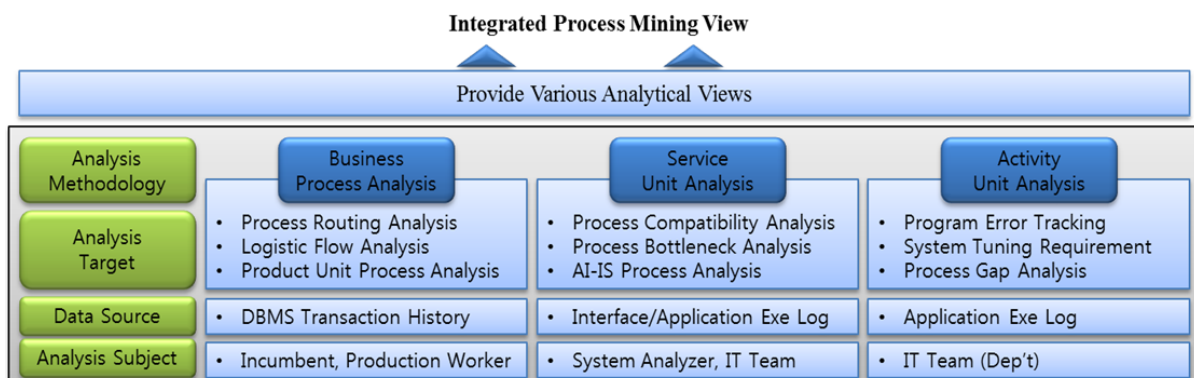 Integrated Process Mining View
Provide Various Analytical Views
Analysis
Methodology
Business
Process Analysis
Service
Unit Analysis
Activity
Unit Analysis
Analysis
Target
• Process Routing Analysis
• Logistic Flow Analysis
• Product Unit Process Analysis
• Process Compatibility Analysis
• Process Bottleneck Analysis
• AI-IS Process Analysis
• Program Error Tracking
• System Tuning Requirement
• Process Gap Analysis
Data Source
• DBMS Transaction History
• Interface/Application Exe Log
• Application Exe Log
Analysis Subject
• Incumbent, Production Worker
• System Analyzer, IT Team
• IT Team (Dep't)